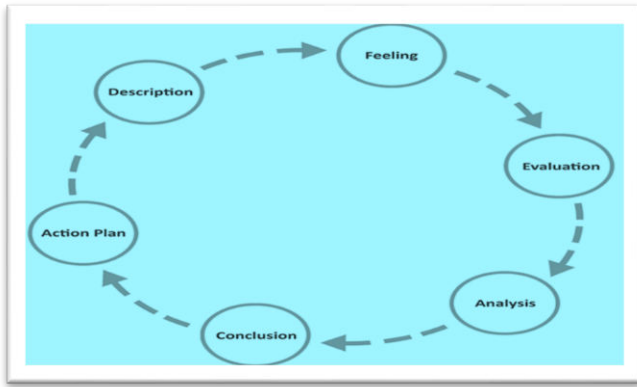 Feeling
Description
Evaluation
Action Plan
Analysis
Conclusion